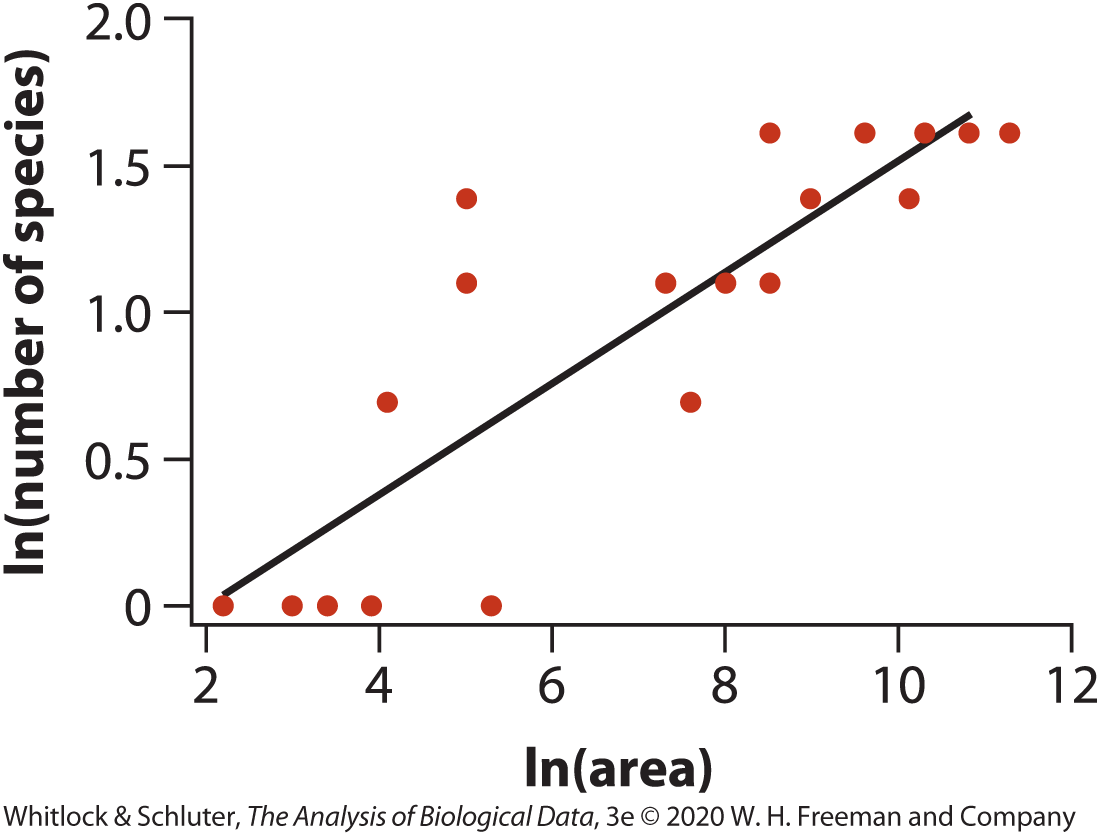 2.0
1.5
1.0
0.5
0
ln(number of species)
2 4 6 8 10 12
ln(area)
Whitlock & Schluter, The Analysis of Biological Data, 3e © 2020 W. H. Freeman and Company